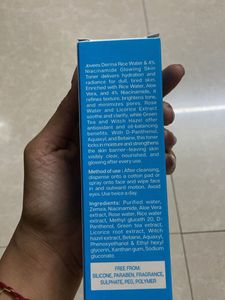 Jovees Derma Rice Water & 4%
Niacinamide Glowing Skin
Toner delivers hydration and
radiance for dull, tired skin.
Enriched with Rice Water, Aloe
Vera, and 4% Niacinamide, it
refines texture, brightens tone,
and minimizes pores. Rose
Water and Licorice Extract
soothe and clarify, while Green
Tea and Witch Hazel offer
antioxidant and oil-balancing
benefits. With D-Panthenol,
Aquaxyl, and Betaine, this toner
locks in moisture and strengthens
the skin barrier-leaving skin
visibly clear, nourished, and
glowing after every use.
Method of use : After cleansing,
dispense onto a cotton pad or
spray onto face and wipe face
in and outward motion. Avoid
eyes. Use twice a day.
Ingredients: Purified water,
Zemea, Niacinamide, Aloe Vera
extract, Rose water, Rice water
extract, Methyl gluceth 20, D-
Panthenol, Green tea extract,
Licorice root extract, Witch
hazel extract, Betaine, Aquaxyl,
Phenoxyethanol & Ethyl hexyl
glycerin, Xanthan gum, Sodium
gluconate.
FREE FROM:
SILICONE, PARABEN, FRAGRANCE,
SULPHATE, PEG, POLYMER